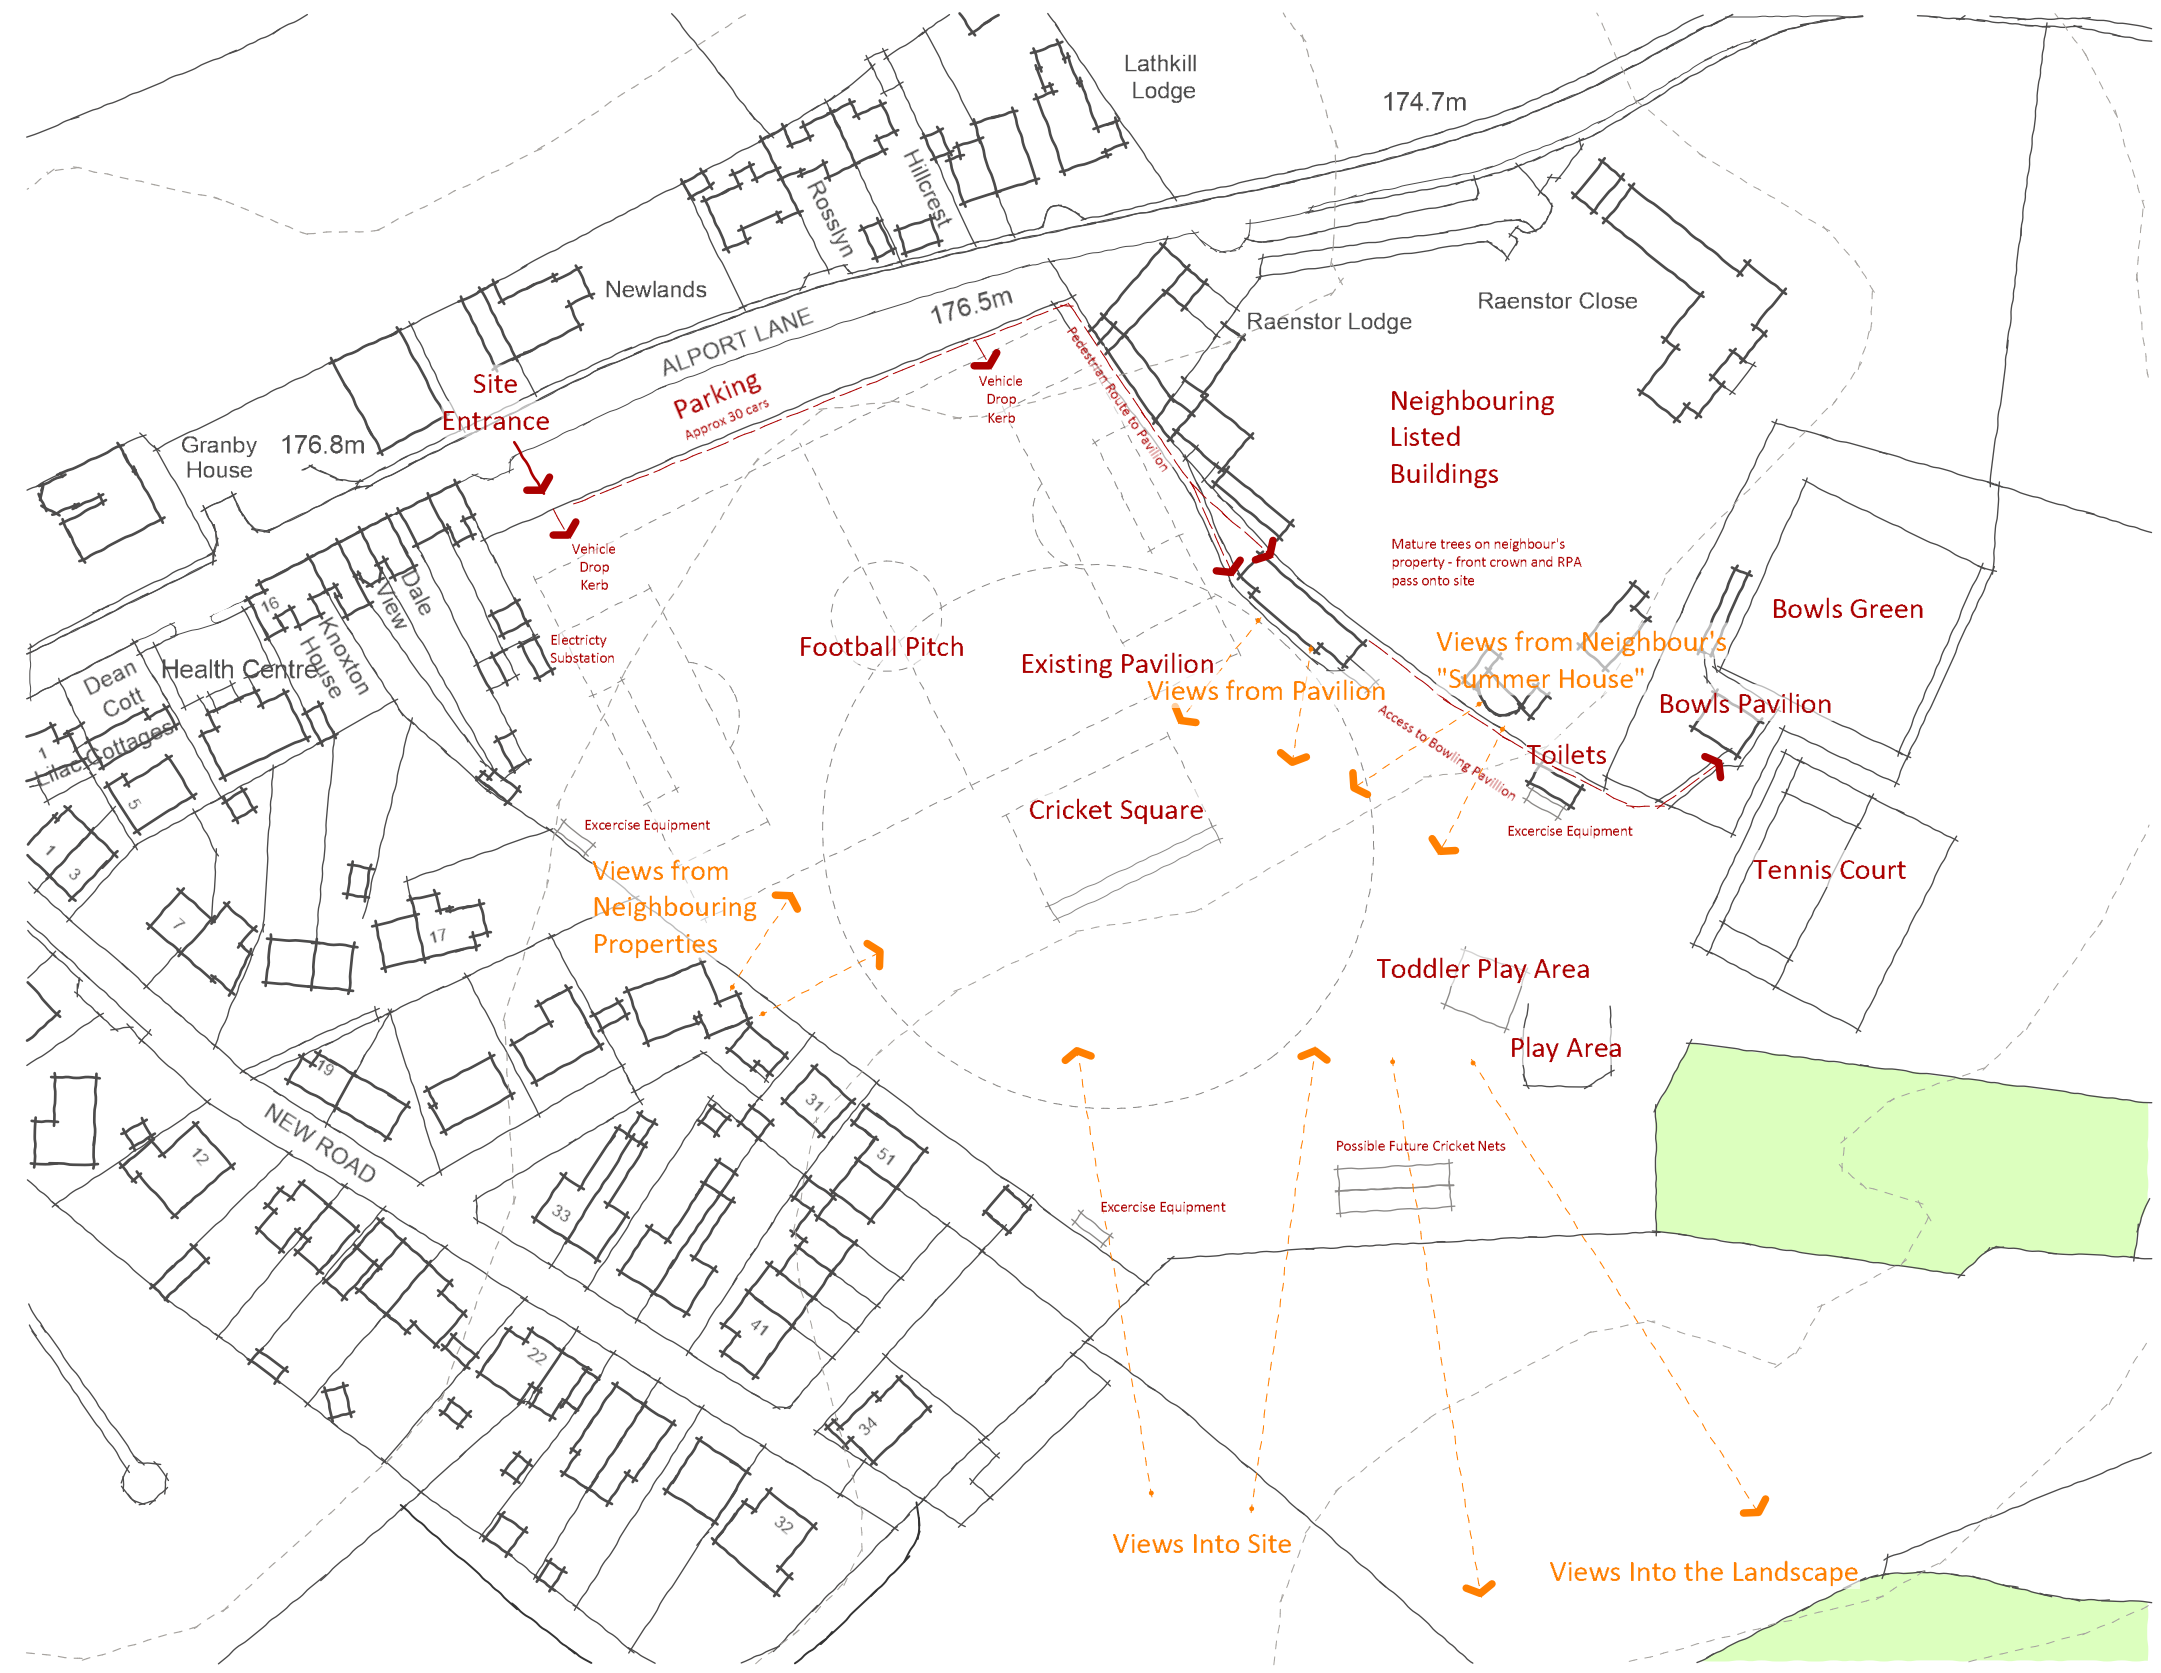 Lathkill
Lodge
174.7m
Hillcrest
Rosslyn
Newlands
176.5m
ALPORT LANE
Raenstor Lodge
Raenstor Close
Site
Entrance
Parking
Approx 30 cars
Vehicle
Drop
Kerb
Pedestrian Route to Pavilion
Neighbouring
Listed
Buildings
Granby
House
176.8m
Mature trees on neighbour's
property - front crown and RPA
pass onto site
Vehicle
Drop
Kerb
16
Knoxton
House
Dale
View
Electricty
Substation
Football Pitch
Existing Pavilion
Views from Pavilion
Views from Neighbour's
"Summer House"
Bowls Green
Bowls Pavilion
Health Centre
Dean
Cott
1
Lilac Cottages
5
1
3
Access to Bowling Pavillion
Toilets
Excercise Equipment
Cricket Square
Excercise Equipment
Tennis Court
Views from
Neighbouring
Properties
7
17
Toddler Play Area
Play Area
19
31
NEW ROAD
12
51
33
Possible Future Cricket Nets
Excercise Equipment
41
22
34
32
Views Into Site
Views Into the Landscape